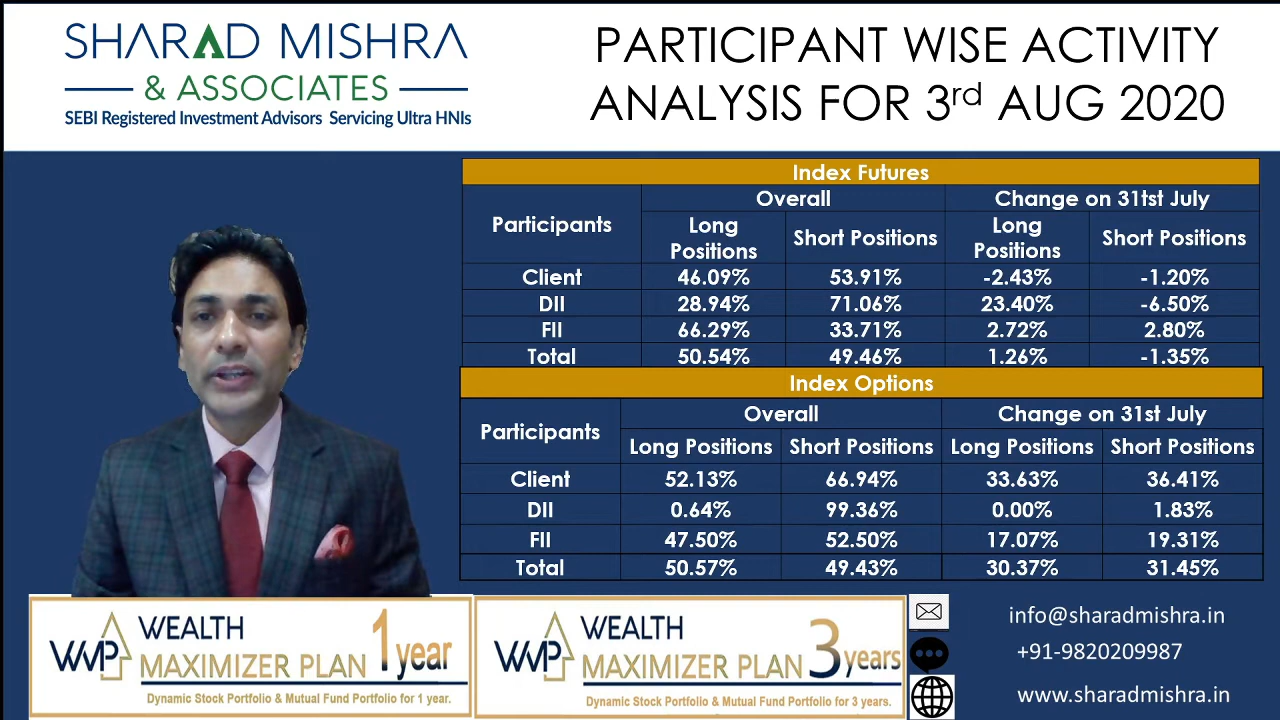 SHARAD MISHRA
& ASSOCIATES
SEBI Registered Investment Advisors Servicing Ultra HNIs
PARTICIPANT WISE ACTIVITY
ANALYSIS FOR 3rd AUG 2020
Index Futures
Participants Overall Change on 31tst July
Long Positions Short Positions Long Positions Short Positions
Client 46.09% 53.91% -2.43% -1.20%
DII 28.94% 71.06% 23.40% -6.50%
FII 66.29% 33.71% 2.72% 2.80%
Total 50.54% 49.46% 1.26% -1.35%
Index Options
Participants Overall Change on 31st July
Long Positions Short Positions Long Positions Short Positions
Client 52.13% 66.94% 33.63% 36.41%
DII 0.64% 99.36% 0.00% 1.83%
FII 47.50% 52.50% 17.07% 19.31%
Total 50.57% 49.43% 30.37% 31.45%
WMP WEALTH
MAXIMIZER PLAN 1 year
Dynamic Stock Portfolio & Mutual Fund Portfolio for 1 year.
WMP WEALTH
MAXIMIZER PLAN 3 years
Dynamic Stock Portfolio & Mutual Fund Portfolio for 3 years.
info@sharadmishra.in
+91-9820209987
www.sharadmishra.in